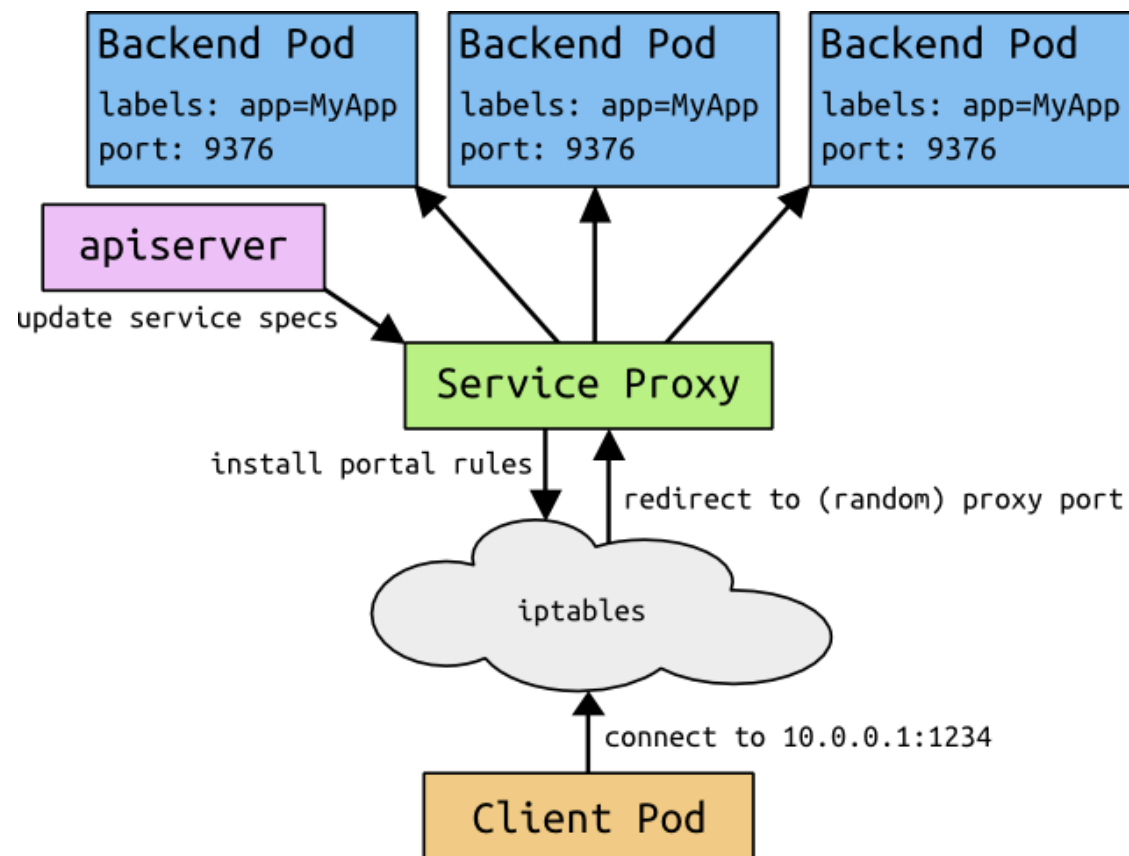 Backend Pod
labels: app=MyApp
port: 9376
Backend Pod
labels: app=MyApp
port: 9376
Backend Pod
labels: app=MyApp
port: 9376
apiserver
update service specs
Service Proxy
install portal rules
redirect to (random) proxy port
iptables
connect to 10.0.0.1:1234
Client Pod